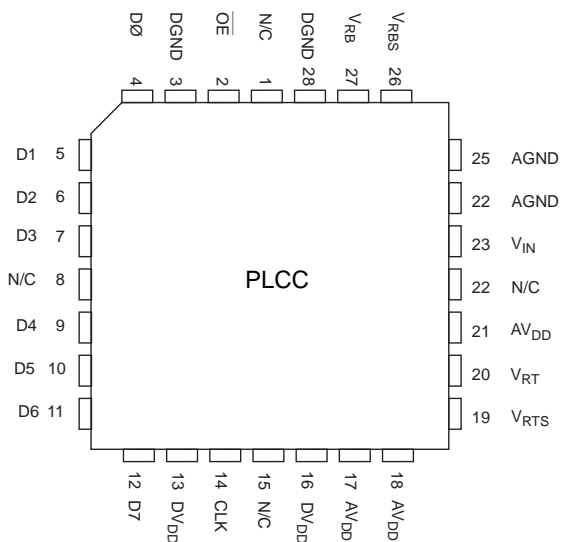 DØ DGND OE N/C DGND VRB VRBS
4 3 2 1 28 27 26
D1 5
D2 6
D3 7
N/C 8
D4 9
D5 10
D6 11
PLCC
25 AGND
22 AGND
23 VIN
22 N/C
21 AVDD
20 VRT
19 VRTS
12 13 14 15 16 17 18
D7 DVDD CLK N/C DVDD AVDD AVDD